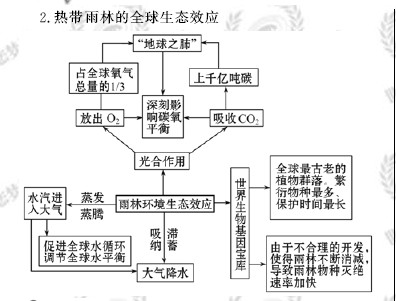 2.热带雨林的全球生态效应
“地球之肺”
占全球氧气
总量的1/3
上千亿吨碳
深刻影
响碳氧
平衡
放出O₂
吸收CO₂
光合作用
水汽进
入大气
蒸发
蒸腾
雨林环境生态效应
促进全球水循环
调节全球水平衡
吸纳
滞蓄
大气降水
世界生物基因宝库
全球最古老的
植物群落。繁
衍物种最多、
保护时间最长
由于不合理的开发，
使得雨林不断消减，
导致雨林物种灭绝
速率加快